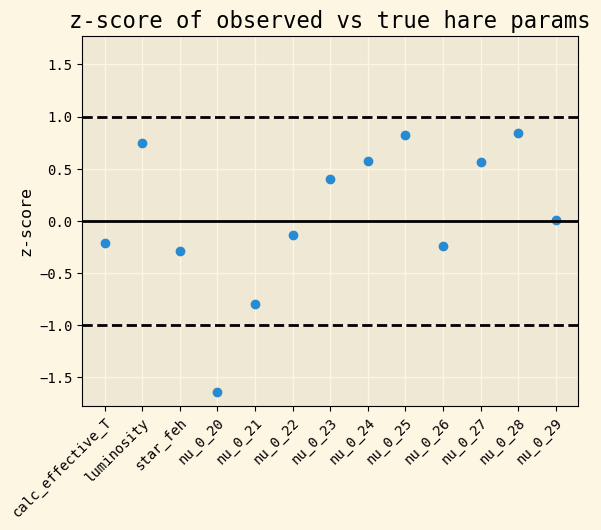 z-score of observed vs true hare params
z-score
1.5
1.0
0.5
0.0
−0.5
−1.0
−1.5
calc_effective_T
luminosity
star_feh
nu_0_20
nu_0_21
nu_0_22
nu_0_23
nu_0_24
nu_0_25
nu_0_26
nu_0_27
nu_0_28
nu_0_29